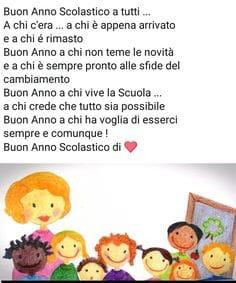 Buon Anno Scolastico a tutti ...
A chi c'era ... a chi è appena arrivato
e a chi é rimasto
Buon Anno a chi non teme le novità
e a chi è sempre pronto alle sfide del
cambiamento
Buon Anno a chi vive la Scuola ...
a chi crede che tutto sia possibile
Buon Anno a chi ha voglia di esserci
sempre e comunque !
Buon Anno Scolastico di ❤️